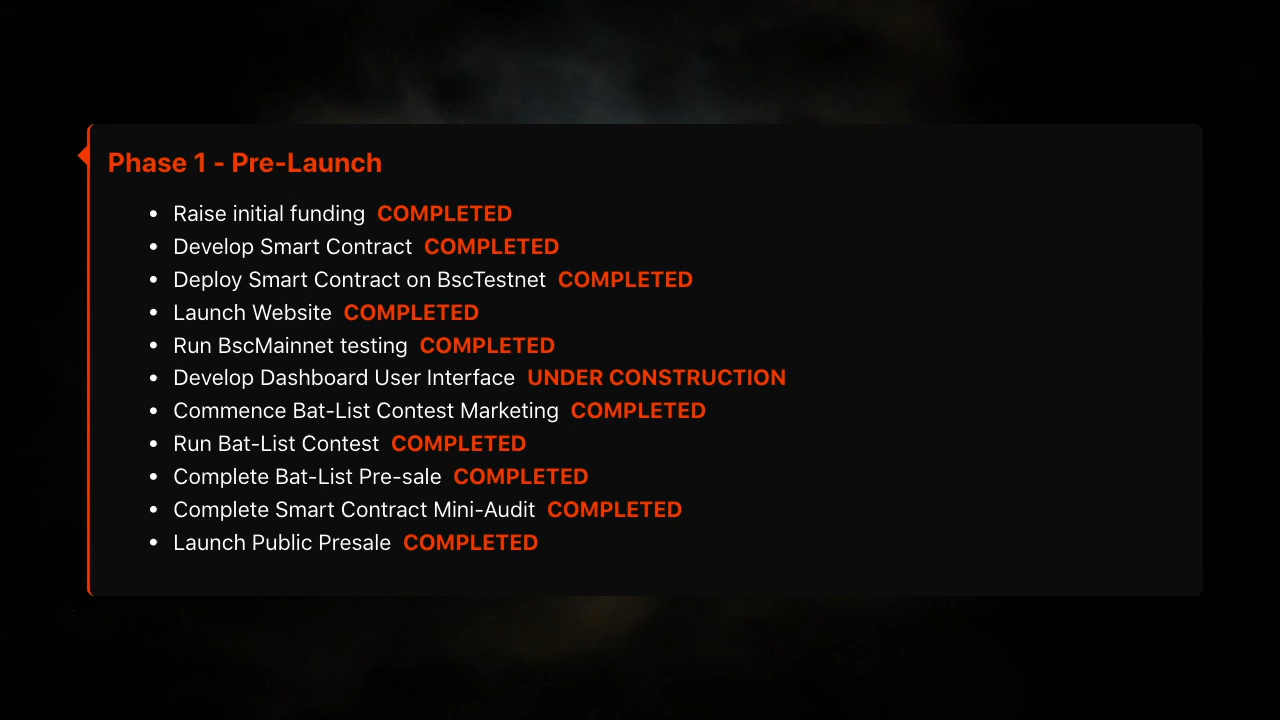 Phase 1 - Pre-Launch
• Raise initial funding COMPLETED
• Develop Smart Contract COMPLETED
• Deploy Smart Contract on BscTestnet COMPLETED
• Launch Website COMPLETED
• Run BscMainnet testing COMPLETED
• Develop Dashboard User Interface UNDER CONSTRUCTION
• Commence Bat-List Contest Marketing COMPLETED
• Run Bat-List Contest COMPLETED
• Complete Bat-List Pre-sale COMPLETED
• Complete Smart Contract Mini-Audit COMPLETED
• Launch Public Presale COMPLETED